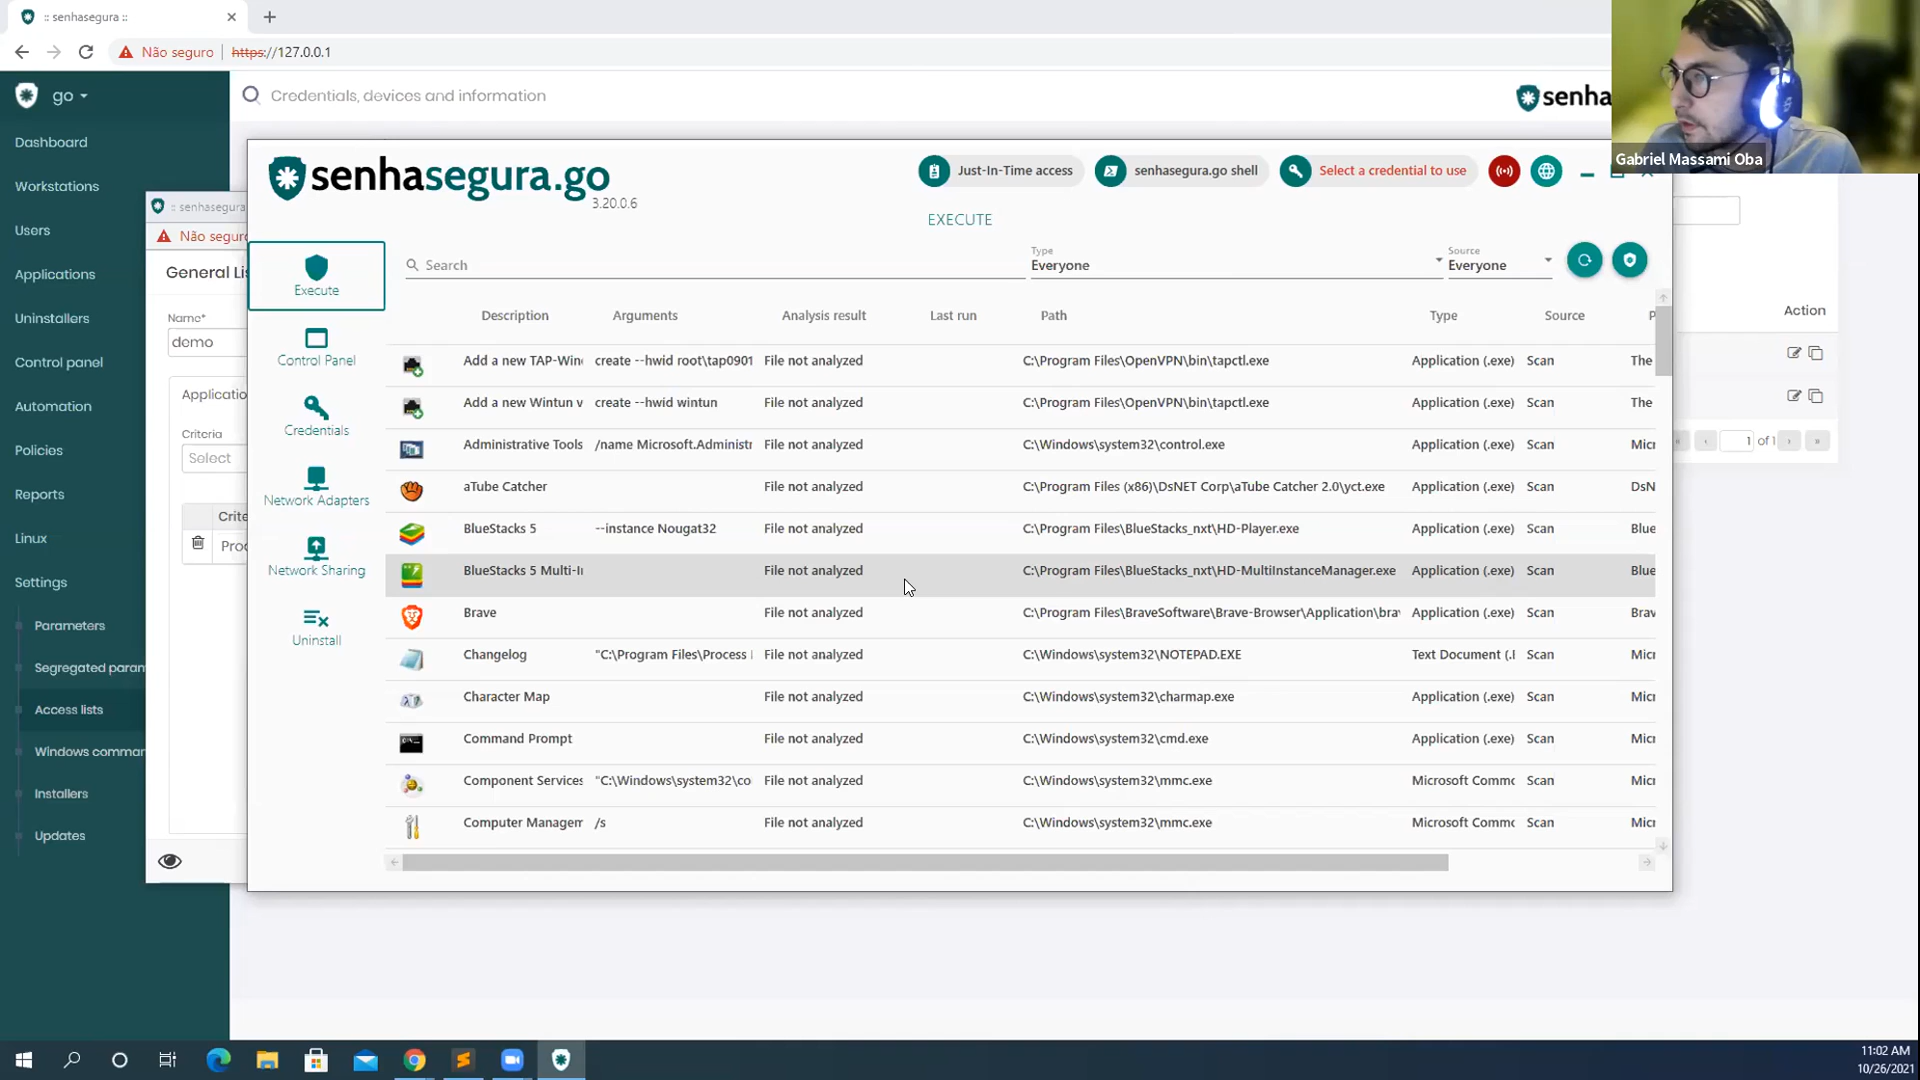 :: senhasegura ::
Não seguro
https://127.0.0.1
go
Credentials, devices and information
senha
Gabriel Massami Oba
Dashboard
Workstations
Users
Applications
Uninstallers
Control panel
Automation
Policies
Reports
Linux
Settings
Parameters
Segregated param
Access lists
Windows comman
Installers
Updates
:: senhasegura
Não seguro
General Li
Name*
demo
Applicatio
Criteria
Select
Crite
Proc
Action
1 of 1
senhasegura.go
3.20.0.6
Just-In-Time access
senhasegura.go shell
Select a credential to use
EXECUTE
Execute
Control Panel
Credentials
Network Adapters
Network Sharing
Uninstall
Search
Type
Everyone
Source
Everyone
Description Arguments Analysis result Last run Path Type Source P
Add a new TAP-Win create --hwid root\tap0901 File not analyzed C:\Program Files\OpenVPN\bin\tapctl.exe Application (.exe) Scan The
Add a new Wintun v create --hwid wintun File not analyzed C:\Program Files\OpenVPN\bin\tapctl.exe Application (.exe) Scan The
Administrative Tools /name Microsoft.Administr File not analyzed C:\Windows\system32\control.exe Application (.exe) Scan Micr
aTube Catcher File not analyzed C:\Program Files (x86)\DsNET Corp\aTube Catcher 2.0\yct.exe Application (.exe) Scan DsN
BlueStacks 5 --instance Nougat32 File not analyzed C:\Program Files\BlueStacks_nxt\HD-Player.exe Application (.exe) Scan Blue
BlueStacks 5 Multi-In File not analyzed C:\Program Files\BlueStacks_nxt\HD-MultiInstanceManager.exe Application (.exe) Scan Blue
Brave File not analyzed C:\Program Files\BraveSoftware\Brave-Browser\Application\brav Application (.exe) Scan Brav
Changelog "C:\Program Files\Process File not analyzed C:\Windows\system32\NOTEPAD.EXE Text Document (. Scan Micr
Character Map File not analyzed C:\Windows\system32\charmap.exe Application (.exe) Scan Micr
Command Prompt File not analyzed C:\Windows\system32\cmd.exe Application (.exe) Scan Micr
Component Services "C:\Windows\system32\co File not analyzed C:\Windows\system32\mmc.exe Microsoft Commo Scan Micr
Computer Managem /s File not analyzed C:\Windows\system32\mmc.exe Microsoft Commo Scan Micr
11:02 AM
10/26/2021